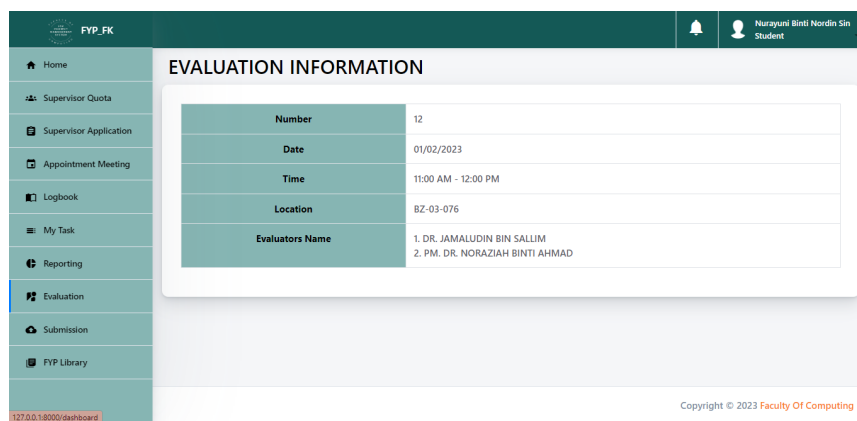 FYP_FK
Nurayuni Binti Nordin Sin
Student
Home
Supervisor Quota
Supervisor Application
Appointment Meeting
Logbook
My Task
Reporting
Evaluation
Submission
FYP Library
EVALUATION INFORMATION
Number 12
Date 01/02/2023
Time 11:00 AM - 12:00 PM
Location BZ-03-076
Evaluators Name 1. DR. JAMALUDIN BIN SALLIM
2. PM. DR. NORAZIAH BINTI AHMAD
Copyright © 2023 Faculty Of Computing
127.0.0.1:8000/dashboard